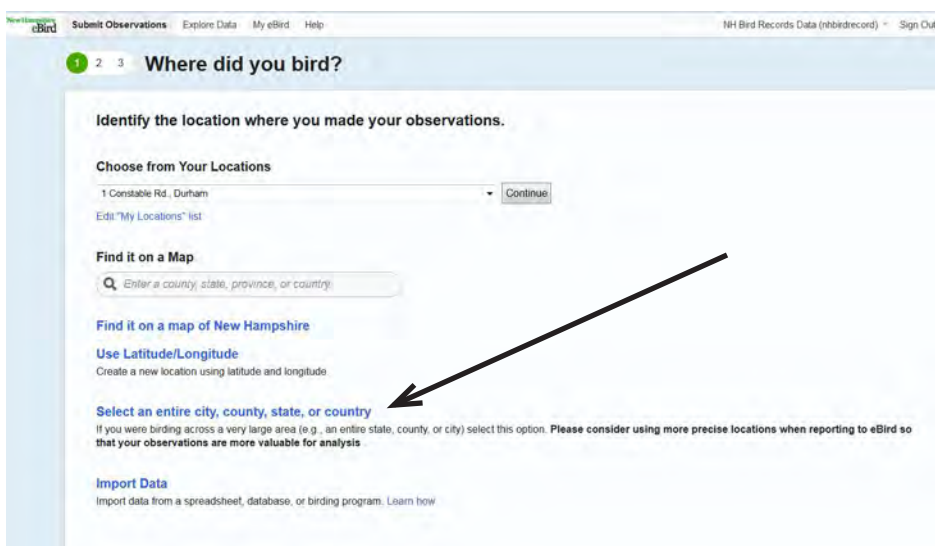 New Hampshire
eBird Submit Observations Explore Data My eBird Help NH Bird Records Data (nhbirdrecord) Sign Out
1 2 3 Where did you bird?
Identify the location where you made your observations.
Choose from Your Locations
1 Constable Rd., Durham Continue
Edit "My Locations" list
Find it on a Map
Enter a county, state, province, or country
Find it on a map of New Hampshire
Use Latitude/Longitude
Create a new location using latitude and longitude
Select an entire city, county, state, or country
If you were birding across a very large area (e.g., an entire state, county, or city) select this option. Please consider using more precise locations when reporting to eBird so
that your observations are more valuable for analysis
Import Data
Import data from a spreadsheet, database, or birding program. Learn how